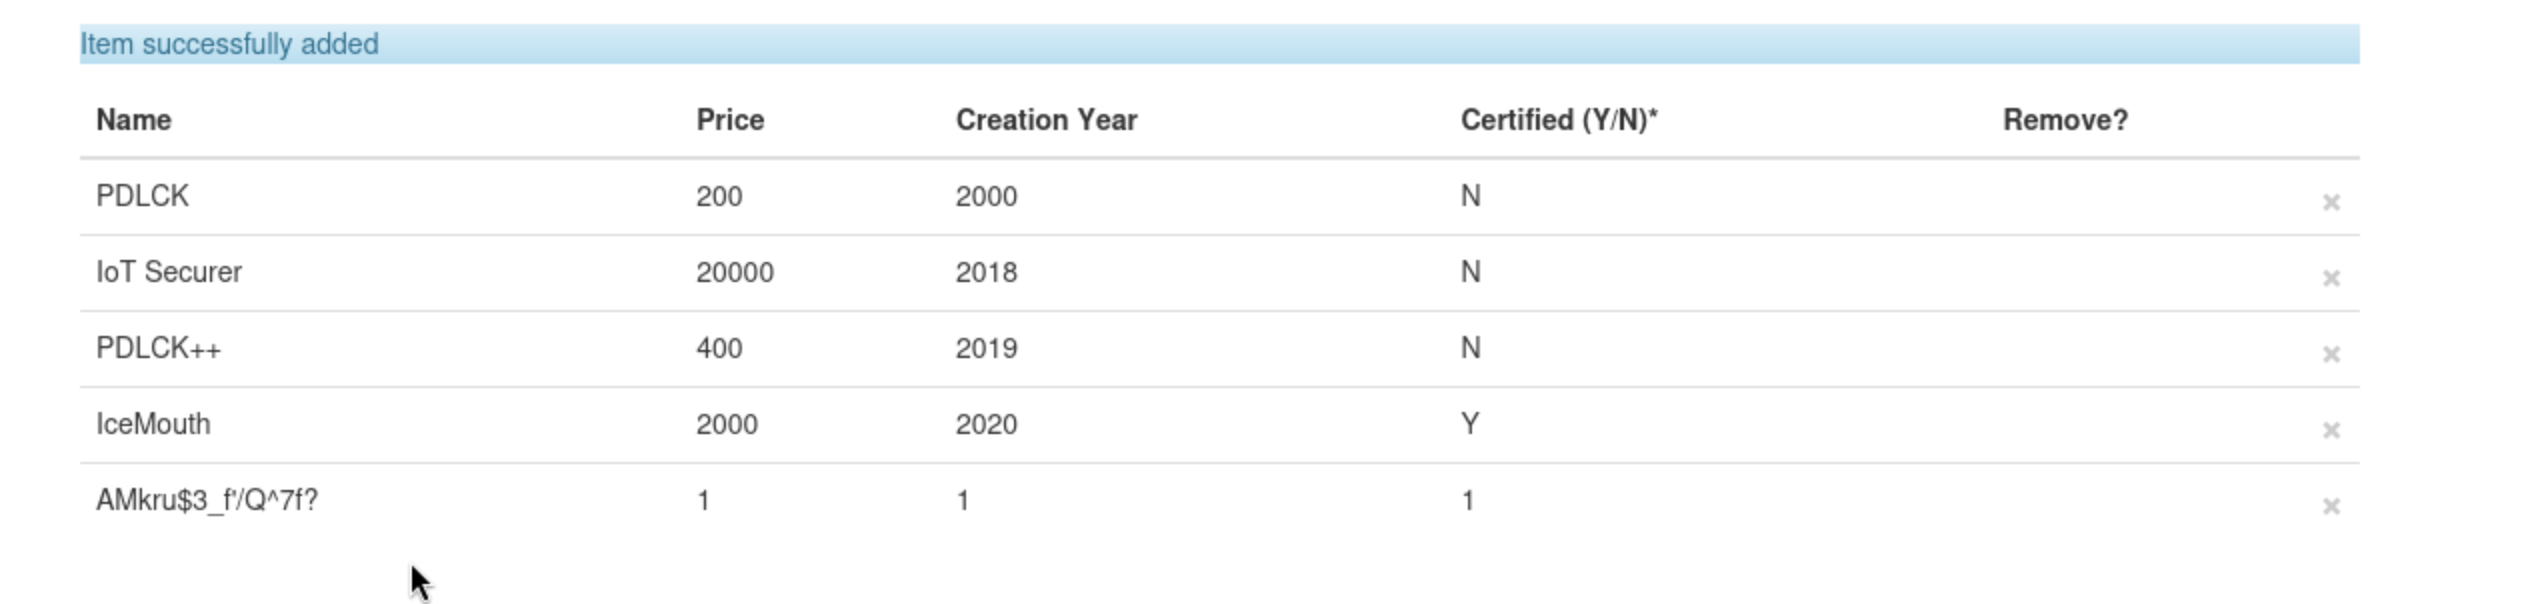 Item successfully added
Name Price Creation Year Certified (Y/N)* Remove?
PDLCK 200 2000 N ×
IoT Securer 20000 2018 N ×
PDLCK++ 400 2019 N ×
IceMouth 2000 2020 Y ×
AMkru$3_f'/Q^7f? 1 1 1 ×